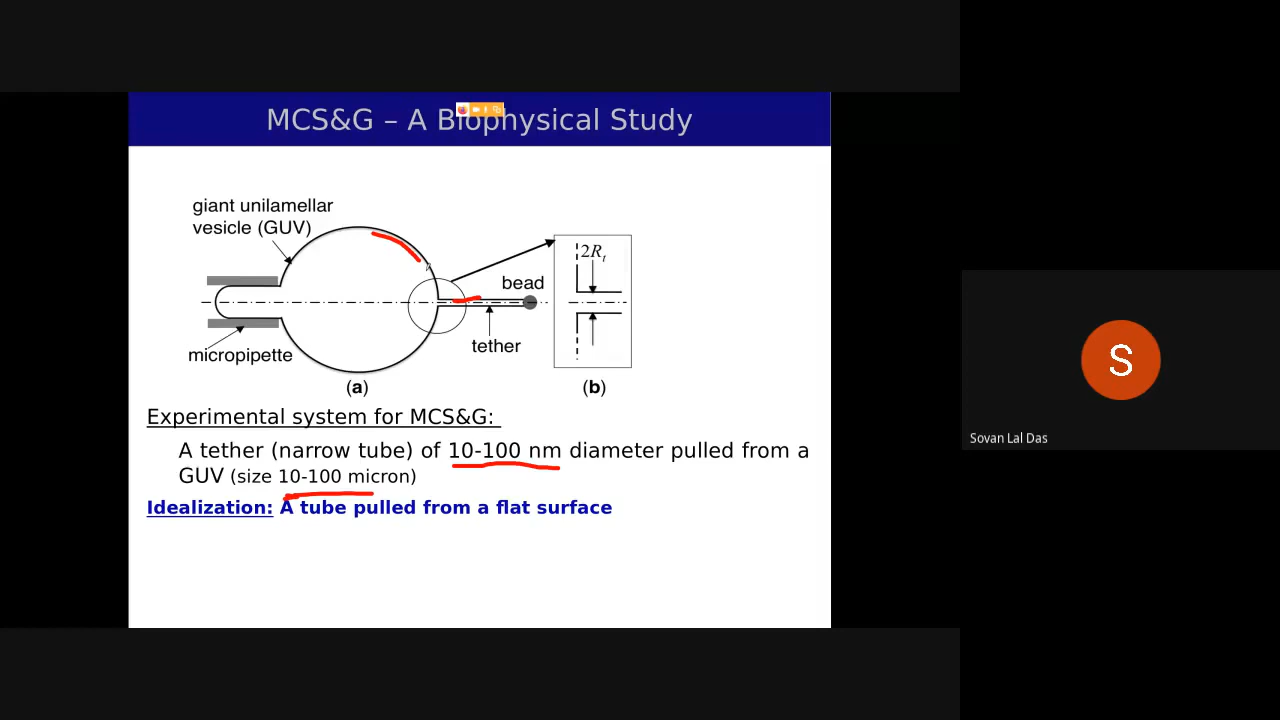 MCS&G – A Biophysical Study
giant unilamellar
vesicle (GUV)
2Rt
bead
tether
micropipette
(a)
(b)
Experimental system for MCS&G:
A tether (narrow tube) of 10-100 nm diameter pulled from a
GUV (size 10-100 micron)
Idealization: A tube pulled from a flat surface
S
Sovan Lal Das